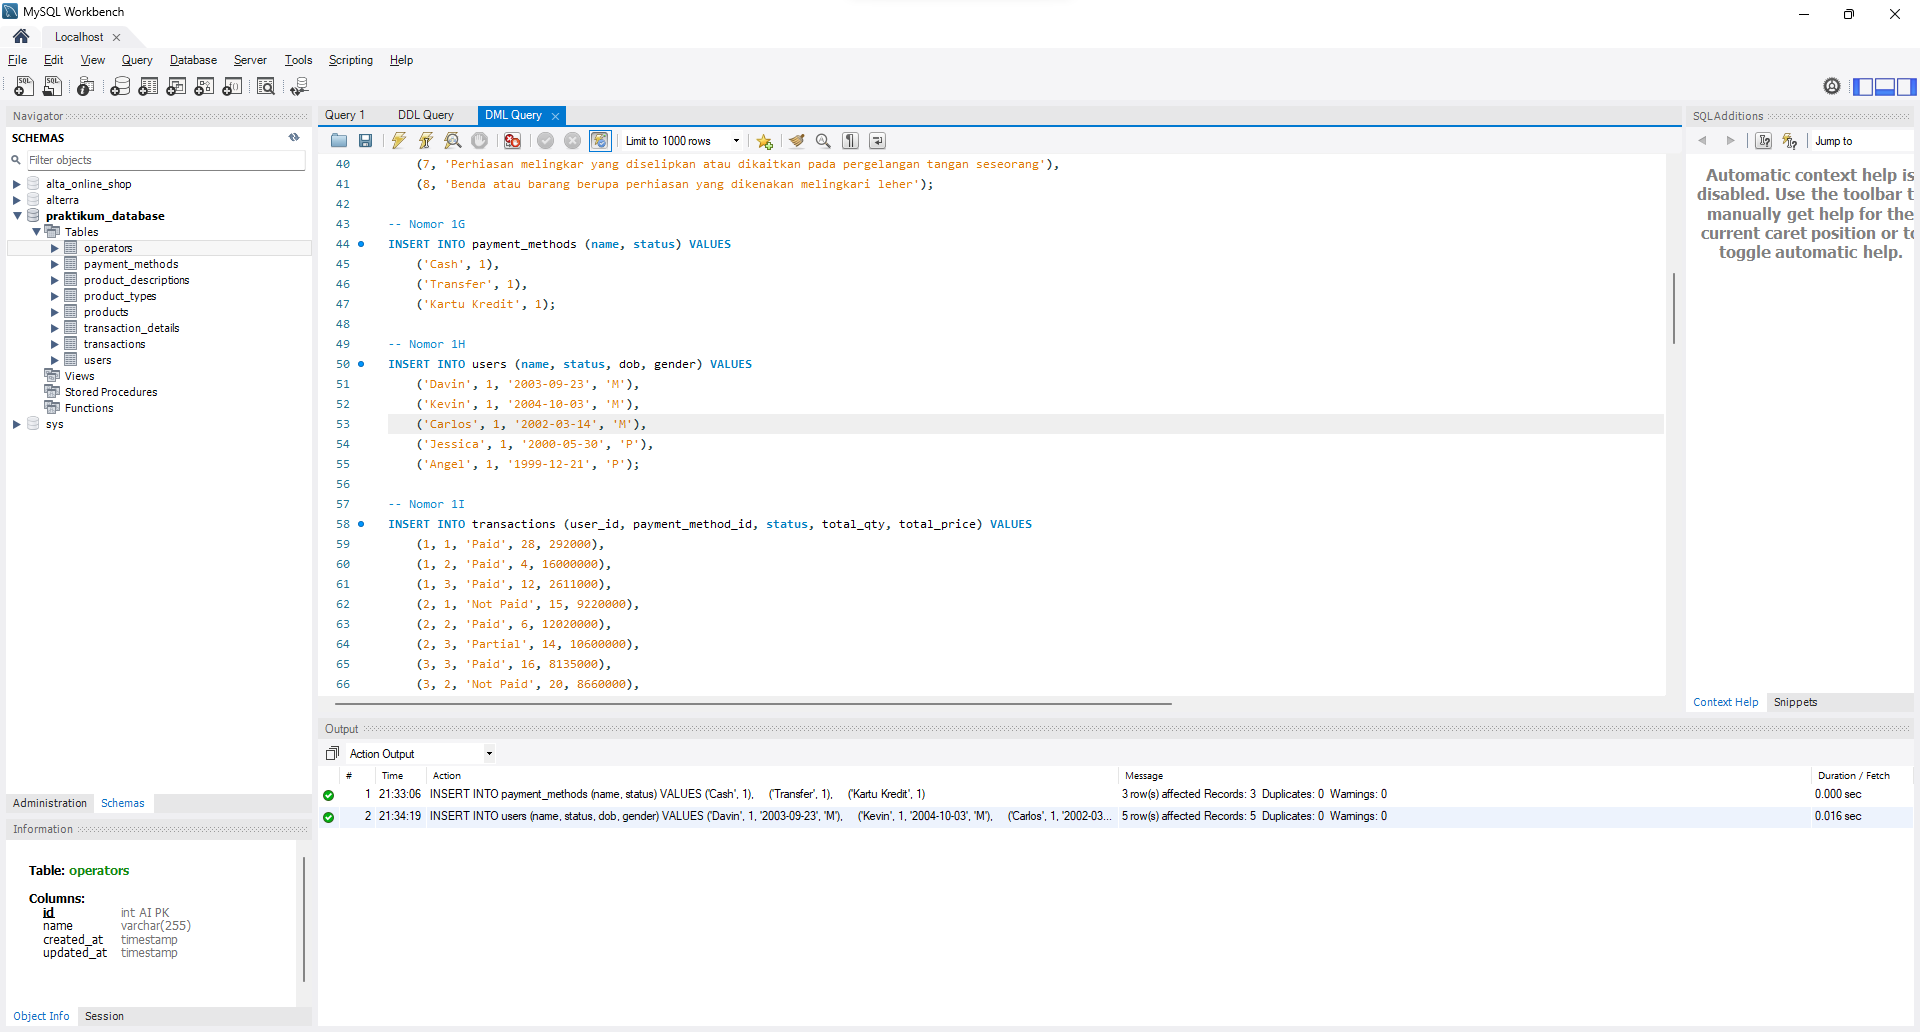 MySQL Workbench
Localhost
File Edit View Query Database Server Tools Scripting Help
Navigator
SCHEMAS
Filter objects
alta_online_shop
alterra
praktikum_database
Tables
operators
payment_methods
product_descriptions
product_types
products
transaction_details
transactions
users
Views
Stored Procedures
Functions
sys
Administration Schemas
Information
Table: operators
Columns:
id int AI PK
name varchar(255)
created_at timestamp
updated_at timestamp
Object Info Session
Query 1 DDL Query DML Query
Limit to 1000 rows
40 (7, 'Perhiasan melingkar yang diselipkan atau dikaitkan pada pergelangan tangan seseorang'),
41 (8, 'Benda atau barang berupa perhiasan yang dikenakan melingkari leher');
42
43 -- Nomor 1G
44 INSERT INTO payment_methods (name, status) VALUES
45 ('Cash', 1),
46 ('Transfer', 1),
47 ('Kartu Kredit', 1);
48
49 -- Nomor 1H
50 INSERT INTO users (name, status, dob, gender) VALUES
51 ('Davin', 1, '2003-09-23', 'M'),
52 ('Kevin', 1, '2004-10-03', 'M'),
53 ('Carlos', 1, '2002-03-14', 'M'),
54 ('Jessica', 1, '2000-05-30', 'P'),
55 ('Angel', 1, '1999-12-21', 'P');
56
57 -- Nomor 1I
58 INSERT INTO transactions (user_id, payment_method_id, status, total_qty, total_price) VALUES
59 (1, 1, 'Paid', 28, 292000),
60 (1, 2, 'Paid', 4, 16000000),
61 (1, 3, 'Paid', 12, 2611000),
62 (2, 1, 'Not Paid', 15, 9220000),
63 (2, 2, 'Paid', 6, 12020000),
64 (2, 3, 'Partial', 14, 10600000),
65 (3, 3, 'Paid', 16, 8135000),
66 (3, 2, 'Not Paid', 20, 8660000),
SQLAdditions
Jump to
Automatic context help is
disabled. Use the toolbar t
manually get help for the
current caret position or to
toggle automatic help.
Context Help Snippets
Output
Action Output
# Time Action Message Duration / Fetch
1 21:33:06 INSERT INTO payment_methods (name, status) VALUES ('Cash', 1), ('Transfer', 1), ('Kartu Kredit', 1) 3 row(s) affected Records: 3 Duplicates: 0 Warnings: 0 0.000 sec
2 21:34:19 INSERT INTO users (name, status, dob, gender) VALUES ('Davin', 1, '2003-09-23', 'M'), ('Kevin', 1, '2004-10-03', 'M'), ('Carlos', 1, '2002-03... 5 row(s) affected Records: 5 Duplicates: 0 Warnings: 0 0.016 sec